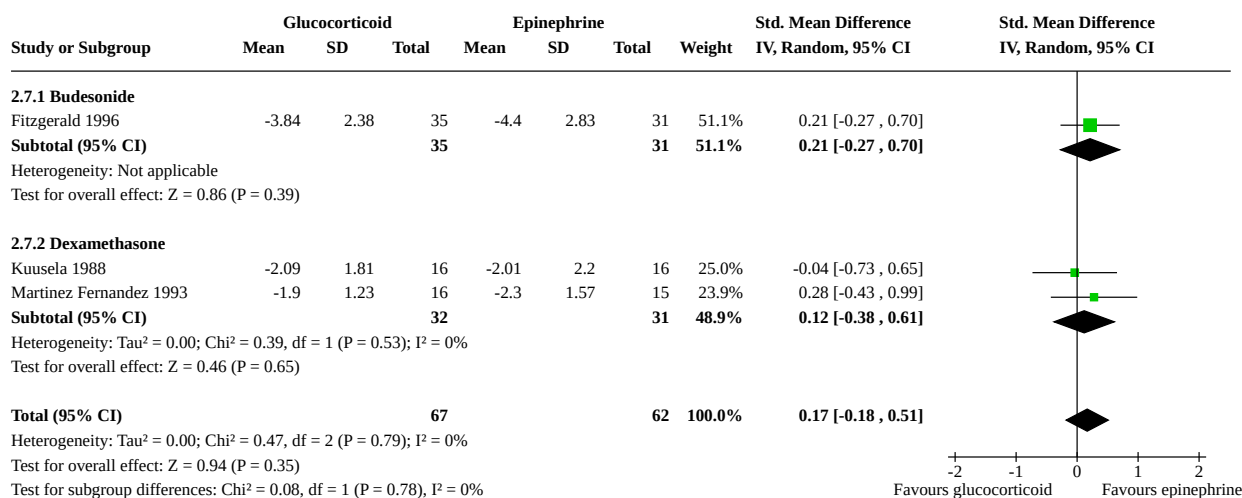 Glucocorticoid Epinephrine Std. Mean Difference Std. Mean Difference
Study or Subgroup Mean SD Total Mean SD Total Weight IV, Random, 95% CI IV, Random, 95% CI
2.7.1 Budesonide
Fitzgerald 1996 -3.84 2.38 35 -4.4 2.83 31 51.1% 0.21 [-0.27 , 0.70]
Subtotal (95% CI) 35 31 51.1% 0.21 [-0.27 , 0.70]
Heterogeneity: Not applicable
Test for overall effect: Z = 0.86 (P = 0.39)
2.7.2 Dexamethasone
Kuusela 1988 -2.09 1.81 16 -2.01 2.2 16 25.0% -0.04 [-0.73 , 0.65]
Martinez Fernandez 1993 -1.9 1.23 16 -2.3 1.57 15 23.9% 0.28 [-0.43 , 0.99]
Subtotal (95% CI) 32 31 48.9% 0.12 [-0.38 , 0.61]
Heterogeneity: Tau² = 0.00; Chi² = 0.39, df = 1 (P = 0.53); I² = 0%
Test for overall effect: Z = 0.46 (P = 0.65)
Total (95% CI) 67 62 100.0% 0.17 [-0.18 , 0.51]
Heterogeneity: Tau² = 0.00; Chi² = 0.47, df = 2 (P = 0.79); I² = 0%
Test for overall effect: Z = 0.94 (P = 0.35)
-2 -1 0 1 2
Test for subgroup differences: Chi² = 0.08, df = 1 (P = 0.78), I² = 0%
Favours glucocorticoid Favours epinephrine